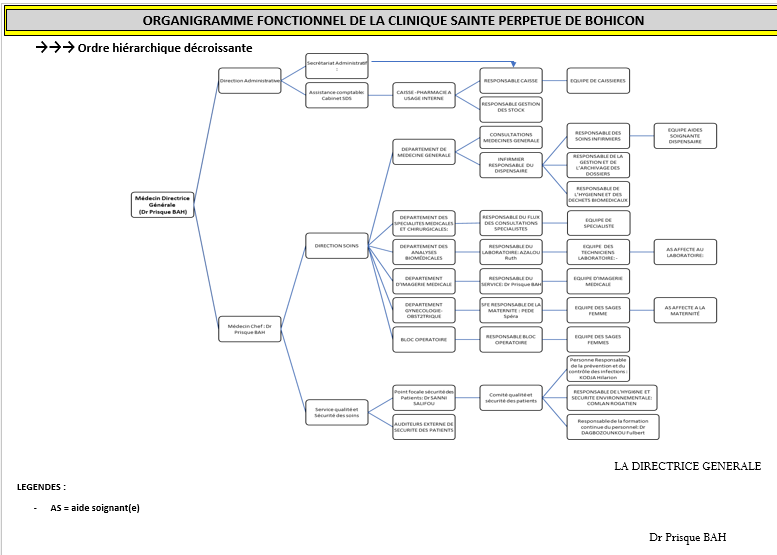 ORGANIGRAMME FONCTIONNEL DE LA CLINIQUE SAINTE PERPETUE DE BOHICON
→→→ Ordre hiérarchique décroissante
Médecin Directrice
Générale
(Dr Prisque BAH)
Direction Administrative
Secrétariat Administratif
:
Assistance comptable:
Cabinet SDS
CAISSE -PHARMACIE A
USAGE INTERNE
RESPONSABLE CAISSE
EQUIPE DE CAISSIERES
RESPONSABLE GESTION
DES STOCK
Médecin Chef : Dr
Prisque BAH
DIRECTION SOINS
DEPARTEMENT DE
MEDECINE GENERALE
CONSULTATIONS
MEDECINES GENERALE
INFIRMIER
RESPONSABLE DU
DISPENSAIRE
RESPONSABLE DES
SOINS INFIRMIERS
EQUIPE AIDES
SOIGNANTE
DISPENSAIRE
RESPONSABLE DE LA
GESTION ET DE
L'ARCHIVAGE DES
DOSSIERS
RESPONSABLE DE
L'HYGIENNE ET DES
DECHETS BIOMEDICAUX
DEPARTEMENT DES
SPECIALITES MEDICALES
ET CHIRURGICALES:
RESPONSABLE DU FLUX
DES CONSULTATIONS
SPECIALISTES
EQUIPE DE
SPECIALISTE
DEPARTEMENT DES
ANALYSES
BIOMÉDICALES
RESPONSABLE DU
LABORATOIRE: AZALOU
Ruth
EQUIPE DES
TECHNICIENS
LABORATOIRE: -
AS AFFECTE AU
LABORATOIRE:
DEPARTEMENT
D'IMAGERIE MEDICALE
RESPONSABLE DU
SERVICE: Dr Prisque BAH
EQUIPE D'IMAGERIE
MEDICALE
DEPARTEMENT
GYNECOLOGIE-
OBSTZTRIQUE
SFE RESPONSABLE DE LA
MATERNITE : PEDE
Spéro
EQUIPE DES SAGES
FEMME
AS AFFECTE A LA
MATERNITÉ
BLOC OPERATOIRE
RESPONSABLE BLOC
OPERATOIRE
EQUIPE DES SAGES
FEMMES
Service qualité et
Sécurité des soins
Point focale sécurité des
Patients: Dr SANNI
SALIFOU
Comité qualité et
sécurité des patients
Personne Responsable
de la prévention et du
contrôle des infections :
KODJA Hilarion
RESPONSABLE DE L'HYGIENE ET
SECURITE ENVIRONNEMENTALE:
COMLAN ROGATIEN
Responsable de la formation
continue du personnel: Dr
DAGBOZOUNKOU Fulbert
AUDITEURS EXTERNE DE
SECURITE DES PATIENTS
LA DIRECTRICE GENERALE
LEGENDES :
- AS = aide soignant(e)
Dr Prisque BAH